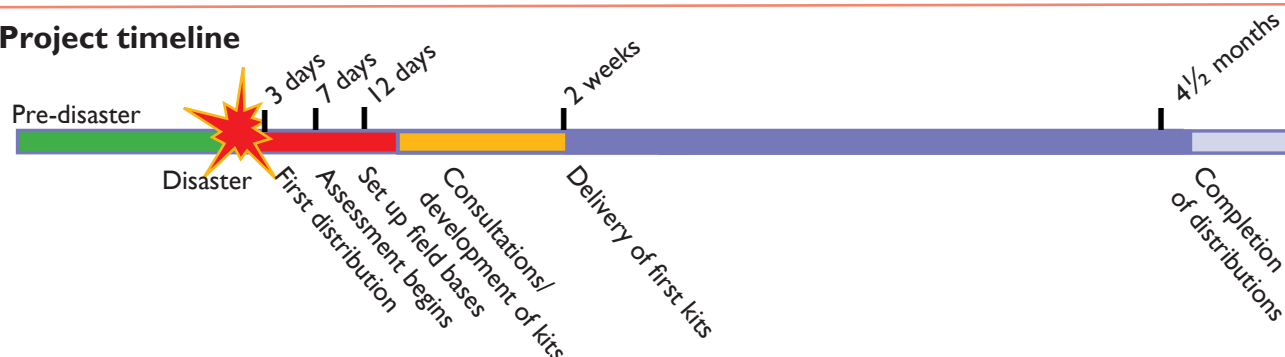 Project timeline
3 days
7 days
12 days
2 weeks
4½ months
Pre-disaster
Disaster
First distribution
Assessment begins
Set up field bases
Consultations/
development of kits
Delivery of first kits
Completion
of distributions